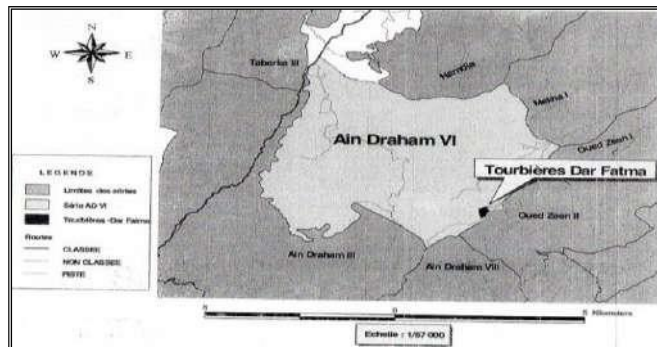 N
W E
S
Tabarka III
Hamdia
Melina I
Oued Zeen I
Ain Draham VI
Tourbières Dar Fatma
Oued Zeen II
Ain Draham III
Ain Draham VIII
LEGENDE
Limites des séries
Série AD VI
Tourbières -Dar Fatma
Routes
CLASSEE
NON CLASSEE
PISTE
5 0 5 Kilometers
Echelle : 1/67 000